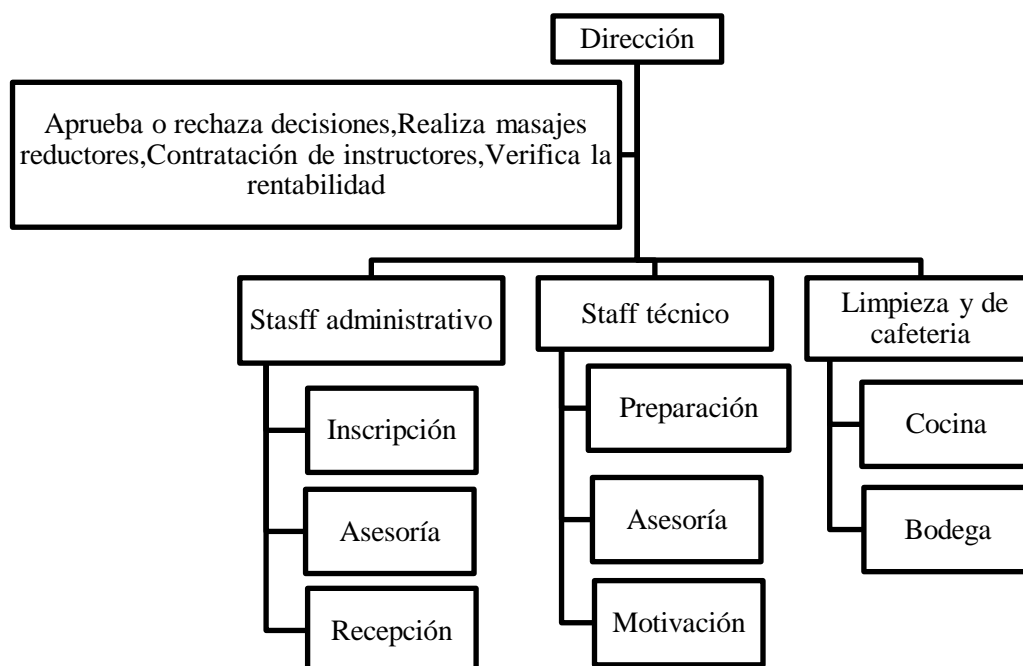 Dirección
Aprueba o rechaza decisiones,Realiza masajes
reductores,Contratación de instructores,Verifica la
rentabilidad
Stasff administrativo
Staff técnico
Limpieza y de
cafeteria
Inscripción
Asesoría
Recepción
Preparación
Asesoría
Motivación
Cocina
Bodega